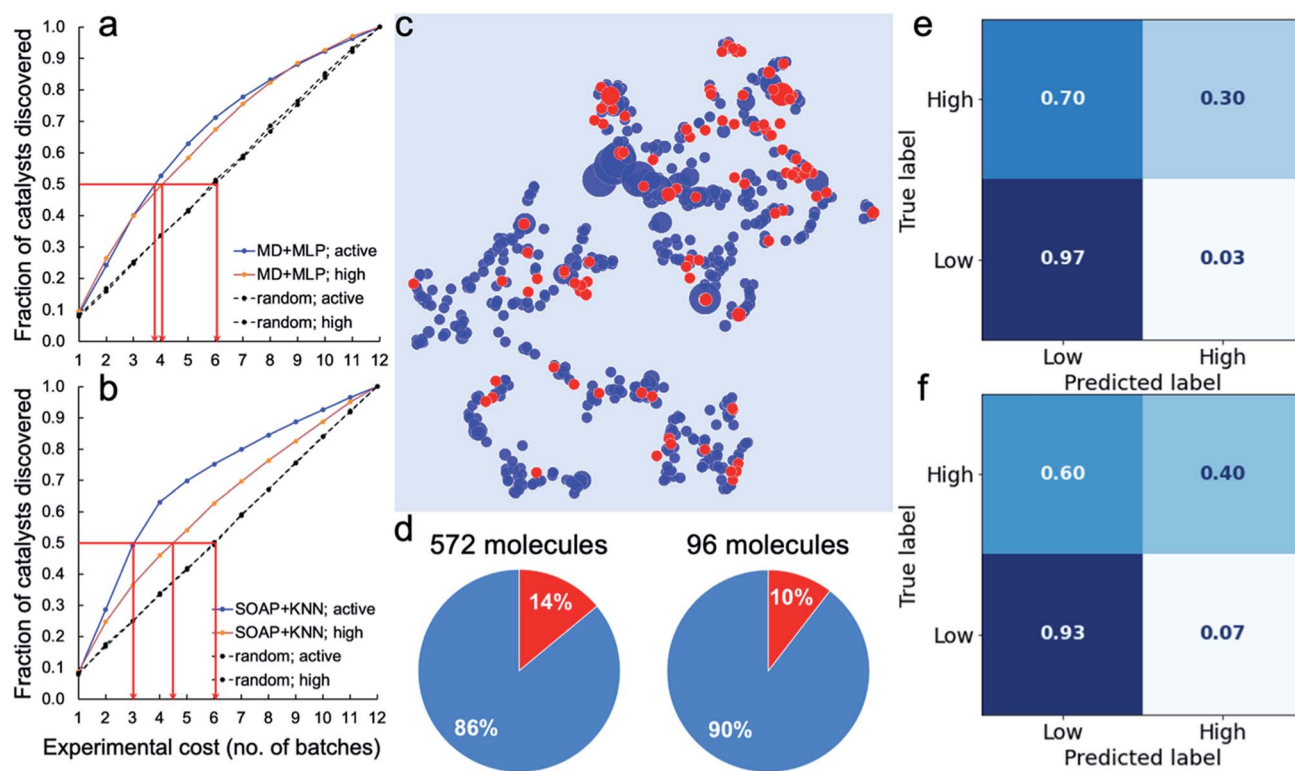 a
Fraction of catalysts discovered
1.0
0.9
0.8
0.7
0.6
0.5
0.4
0.3
0.2
0.1
0.0
MD+MLP; active
MD+MLP; high
random; active
random; high
1 2 3 4 5 6 7 8 9 10 11 12
b
Fraction of catalysts discovered
1.0
0.9
0.8
0.7
0.6
0.5
0.4
0.3
0.2
0.1
0.0
SOAP+KNN; active
SOAP+KNN; high
random; active
random; high
1 2 3 4 5 6 7 8 9 10 11 12
Experimental cost (no. of batches)
c
d
572 molecules
14%
86%
96 molecules
10%
90%
e
True label
High
Low
0.70 0.30
0.97 0.03
Low High
Predicted label
f
True label
High
Low
0.60 0.40
0.93 0.07
Low High
Predicted label